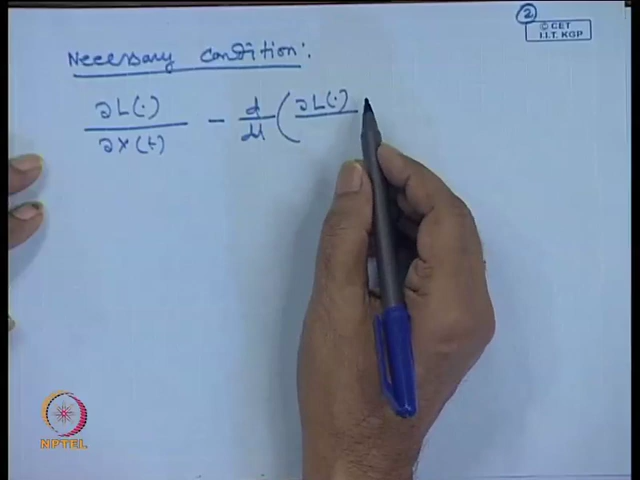 2
© CET
I.I.T. KGP
Necessary condition:
∂L(·)/∂x(t) − d/dt (∂L(·)
NPTEL